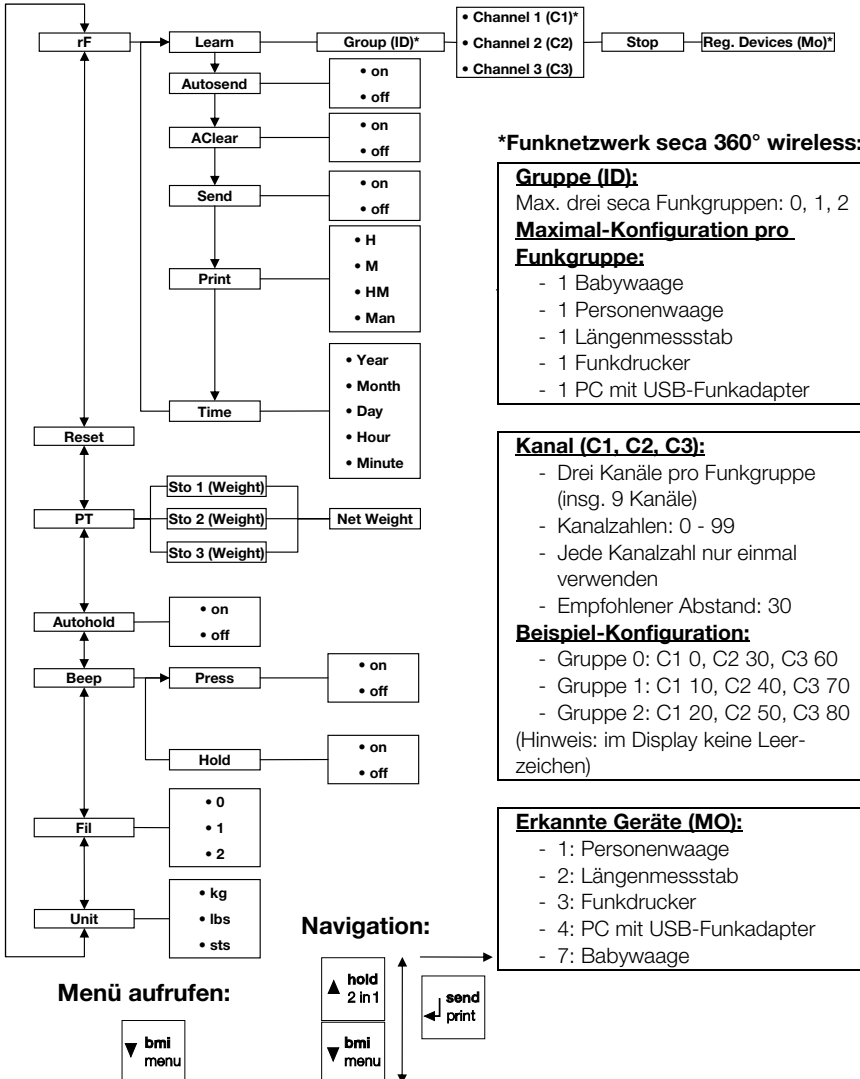 rF
Learn
Group (ID)*
• Channel 1 (C1)*
• Channel 2 (C2)
• Channel 3 (C3)
Stop
Reg. Devices (Mo)*
Autosend
• on
• off
AClear
• on
• off
Send
• on
• off
Print
• H
• M
• HM
• Man
Time
• Year
• Month
• Day
• Hour
• Minute
Reset
PT
Sto 1 (Weight)
Sto 2 (Weight)
Sto 3 (Weight)
Net Weight
Autohold
• on
• off
Beep
Press
• on
• off
Hold
• on
• off
Fil
• 0
• 1
• 2
Unit
• kg
• lbs
• sts
Menü aufrufen:
bmi
menu
Navigation:
hold
2 in 1
bmi
menu
send
print
*Funknetzwerk seca 360° wireless:
Gruppe (ID):
Max. drei seca Funkgruppen: 0, 1, 2
Maximal-Konfiguration pro
Funkgruppe:
- 1 Babywaage
- 1 Personenwaage
- 1 Längenmessstab
- 1 Funkdrucker
- 1 PC mit USB-Funkadapter
Kanal (C1, C2, C3):
- Drei Kanäle pro Funkgruppe
(insg. 9 Kanäle)
- Kanalzahlen: 0 - 99
- Jede Kanalzahl nur einmal
verwenden
- Empfohlener Abstand: 30
Beispiel-Konfiguration:
- Gruppe 0: C1 0, C2 30, C3 60
- Gruppe 1: C1 10, C2 40, C3 70
- Gruppe 2: C1 20, C2 50, C3 80
(Hinweis: im Display keine Leer-
zeichen)
Erkannte Geräte (MO):
- 1: Personenwaage
- 2: Längenmessstab
- 3: Funkdrucker
- 4: PC mit USB-Funkadapter
- 7: Babywaage